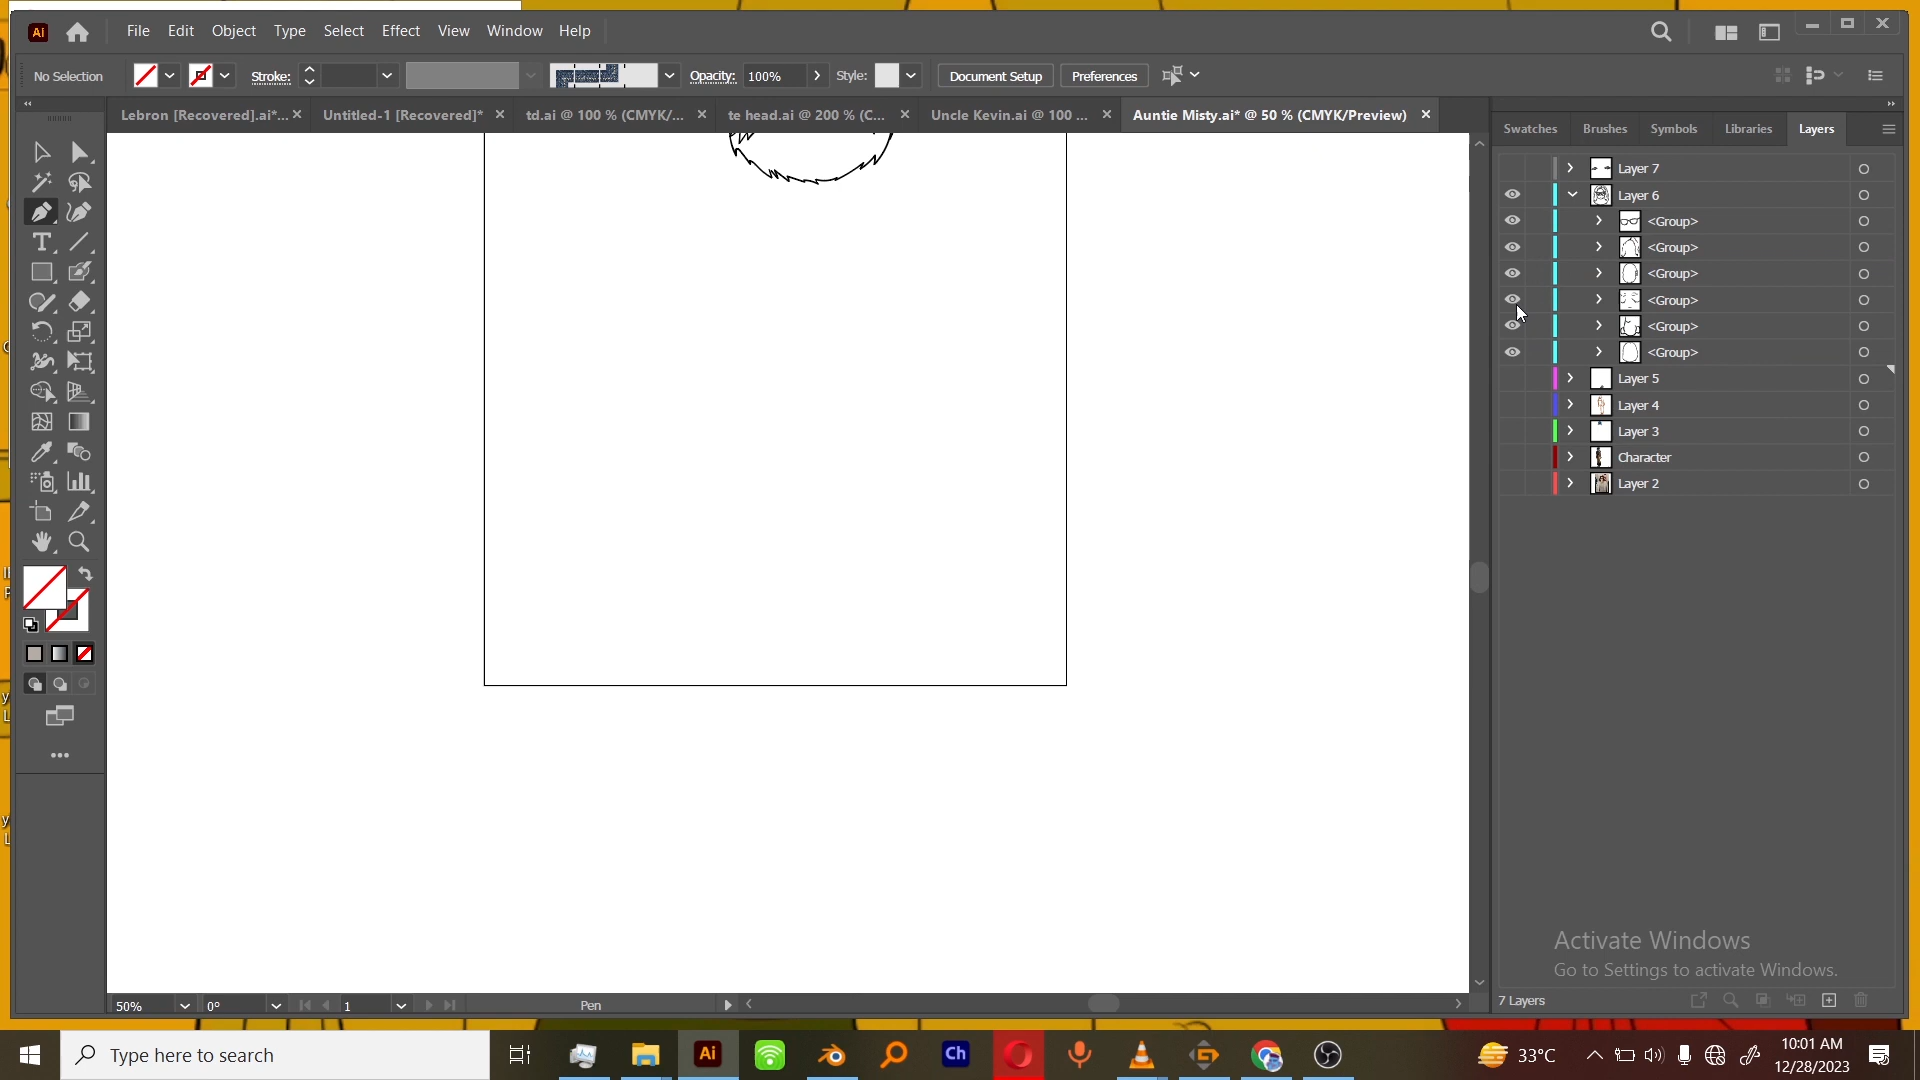 Ai File Edit Object Type Select Effect View Window Help
No Selection Stroke: Opacity: 100% Style: Document Setup Preferences
Lebron [Recovered].ai*... Untitled-1 [Recovered]* td.ai @ 100 % (CMYK/... te head.ai @ 200 % (C... Uncle Kevin.ai @ 100 ... Auntie Misty.ai* @ 50 % (CMYK/Preview)
Swatches Brushes Symbols Libraries Layers
Layer 7
Layer 6
<Group>
<Group>
<Group>
<Group>
<Group>
<Group>
Layer 5
Layer 4
Layer 3
Character
Layer 2
Activate Windows
Go to Settings to activate Windows.
50% 0° 1 Pen
7 Layers
Type here to search
Ai
Ch
33°C
10:01 AM
12/28/2023